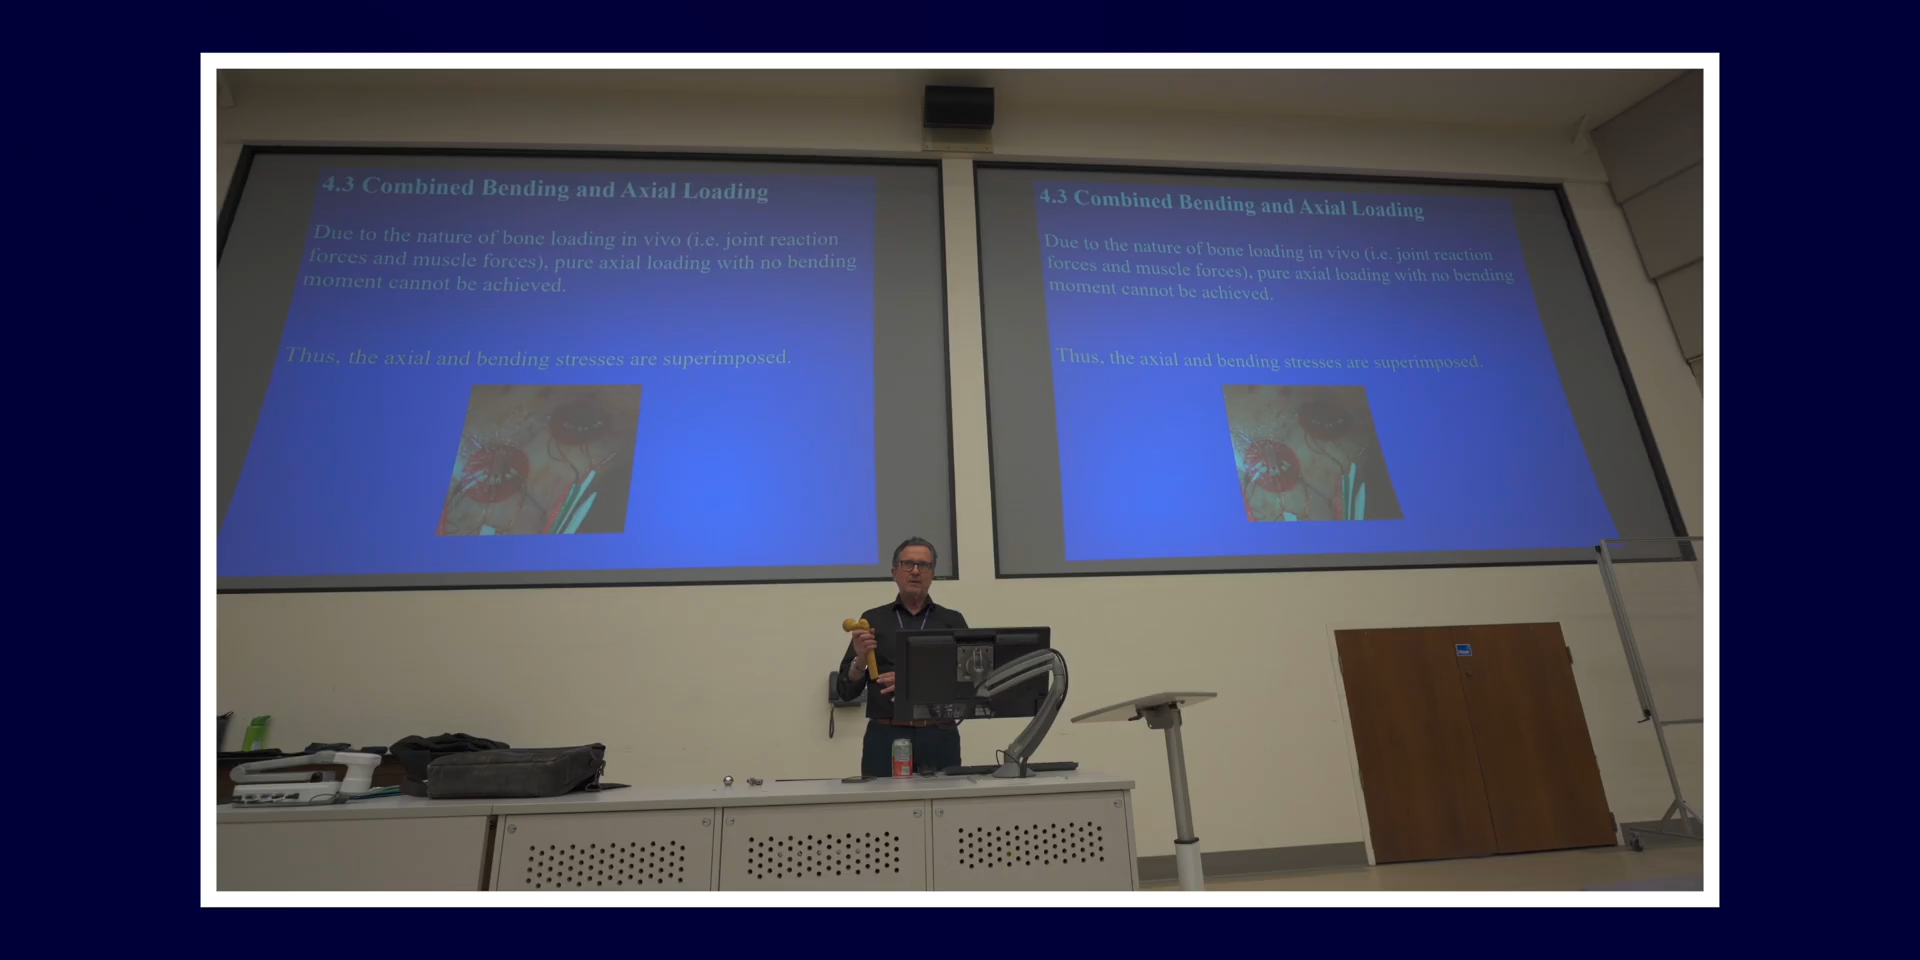 4.3 Combined Bending and Axial Loading
Due to the nature of bone loading in vivo (i.e. joint reaction
forces and muscle forces), pure axial loading with no bending
moment cannot be achieved.
Thus, the axial and bending stresses are superimposed.
4.3 Combined Bending and Axial Loading
Due to the nature of bone loading in vivo (i.e. joint reaction
forces and muscle forces), pure axial loading with no bending
moment cannot be achieved.
Thus, the axial and bending stresses are superimposed.